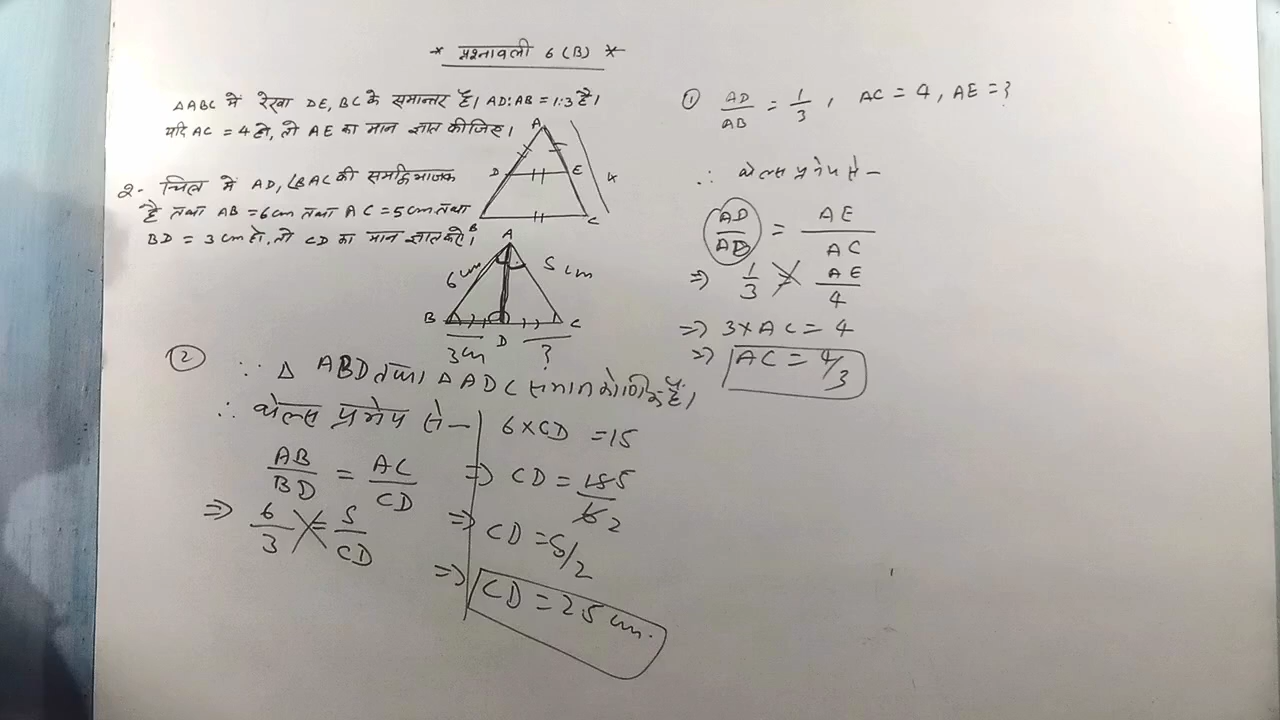 * प्रश्नावली 6 (B) *
△ABC में रेखा DE, BC के समान्तर है। AD:AB = 1:3 है।
यदि AC = 4 हो, तो AE का मान ज्ञात कीजिए।
A
D
E
4
B
C
2- चित्र में AD, ∠BAC की समद्विभाजक
है तथा AB = 6cm तथा AC = 5cm तथा
BD = 3cm हो, तो CD का मान ज्ञात करो।
A
6cm
5cm
B
D
C
3cm
?
① AD/AB = 1/3, AC = 4, AE = ?
∴ थेल्स प्रमेय से –
AD/AB = AE/AC
⇒ 1/3 = AE/4
⇒ 3×AC = 4
⇒ AC = 4/3
② ∵ △ ABD तथा △ ADC समान कोणिक है।
∴ थेल्स प्रमेय से –
AB/BD = AC/CD
⇒ 6/3 = 5/CD
6×CD = 15
⇒ CD = 15 5/6 2
⇒ CD = 5/2
⇒ CD = 25 cm.